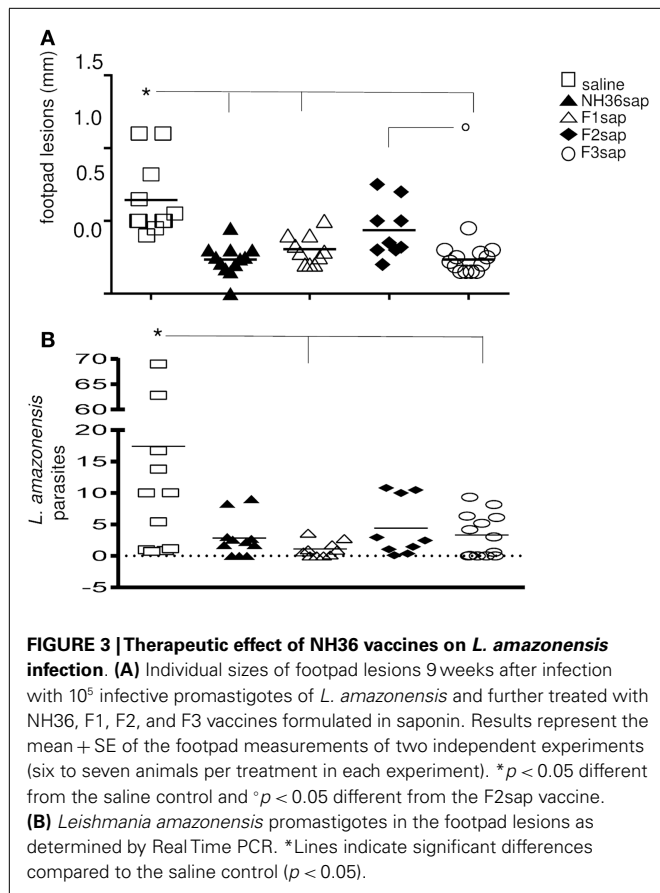 A
footpad lesions (mm)
1.5
1.0
0.5
0.0
*
°
saline
NH36sap
F1sap
F2sap
F3sap
B
L. amazonensis
parasites
70
65
60
20
15
10
5
0
-5
*
FIGURE 3 | Therapeutic effect of NH36 vaccines on L. amazonensis
infection. (A) Individual sizes of footpad lesions 9 weeks after infection
with 10⁵ infective promastigotes of L. amazonensis and further treated with
NH36, F1, F2, and F3 vaccines formulated in saponin. Results represent the
mean + SE of the footpad measurements of two independent experiments
(six to seven animals per treatment in each experiment). *p < 0.05 different
from the saline control and °p < 0.05 different from the F2sap vaccine.
(B) Leishmania amazonensis promastigotes in the footpad lesions as
determined by Real Time PCR. *Lines indicate significant differences
compared to the saline control (p < 0.05).